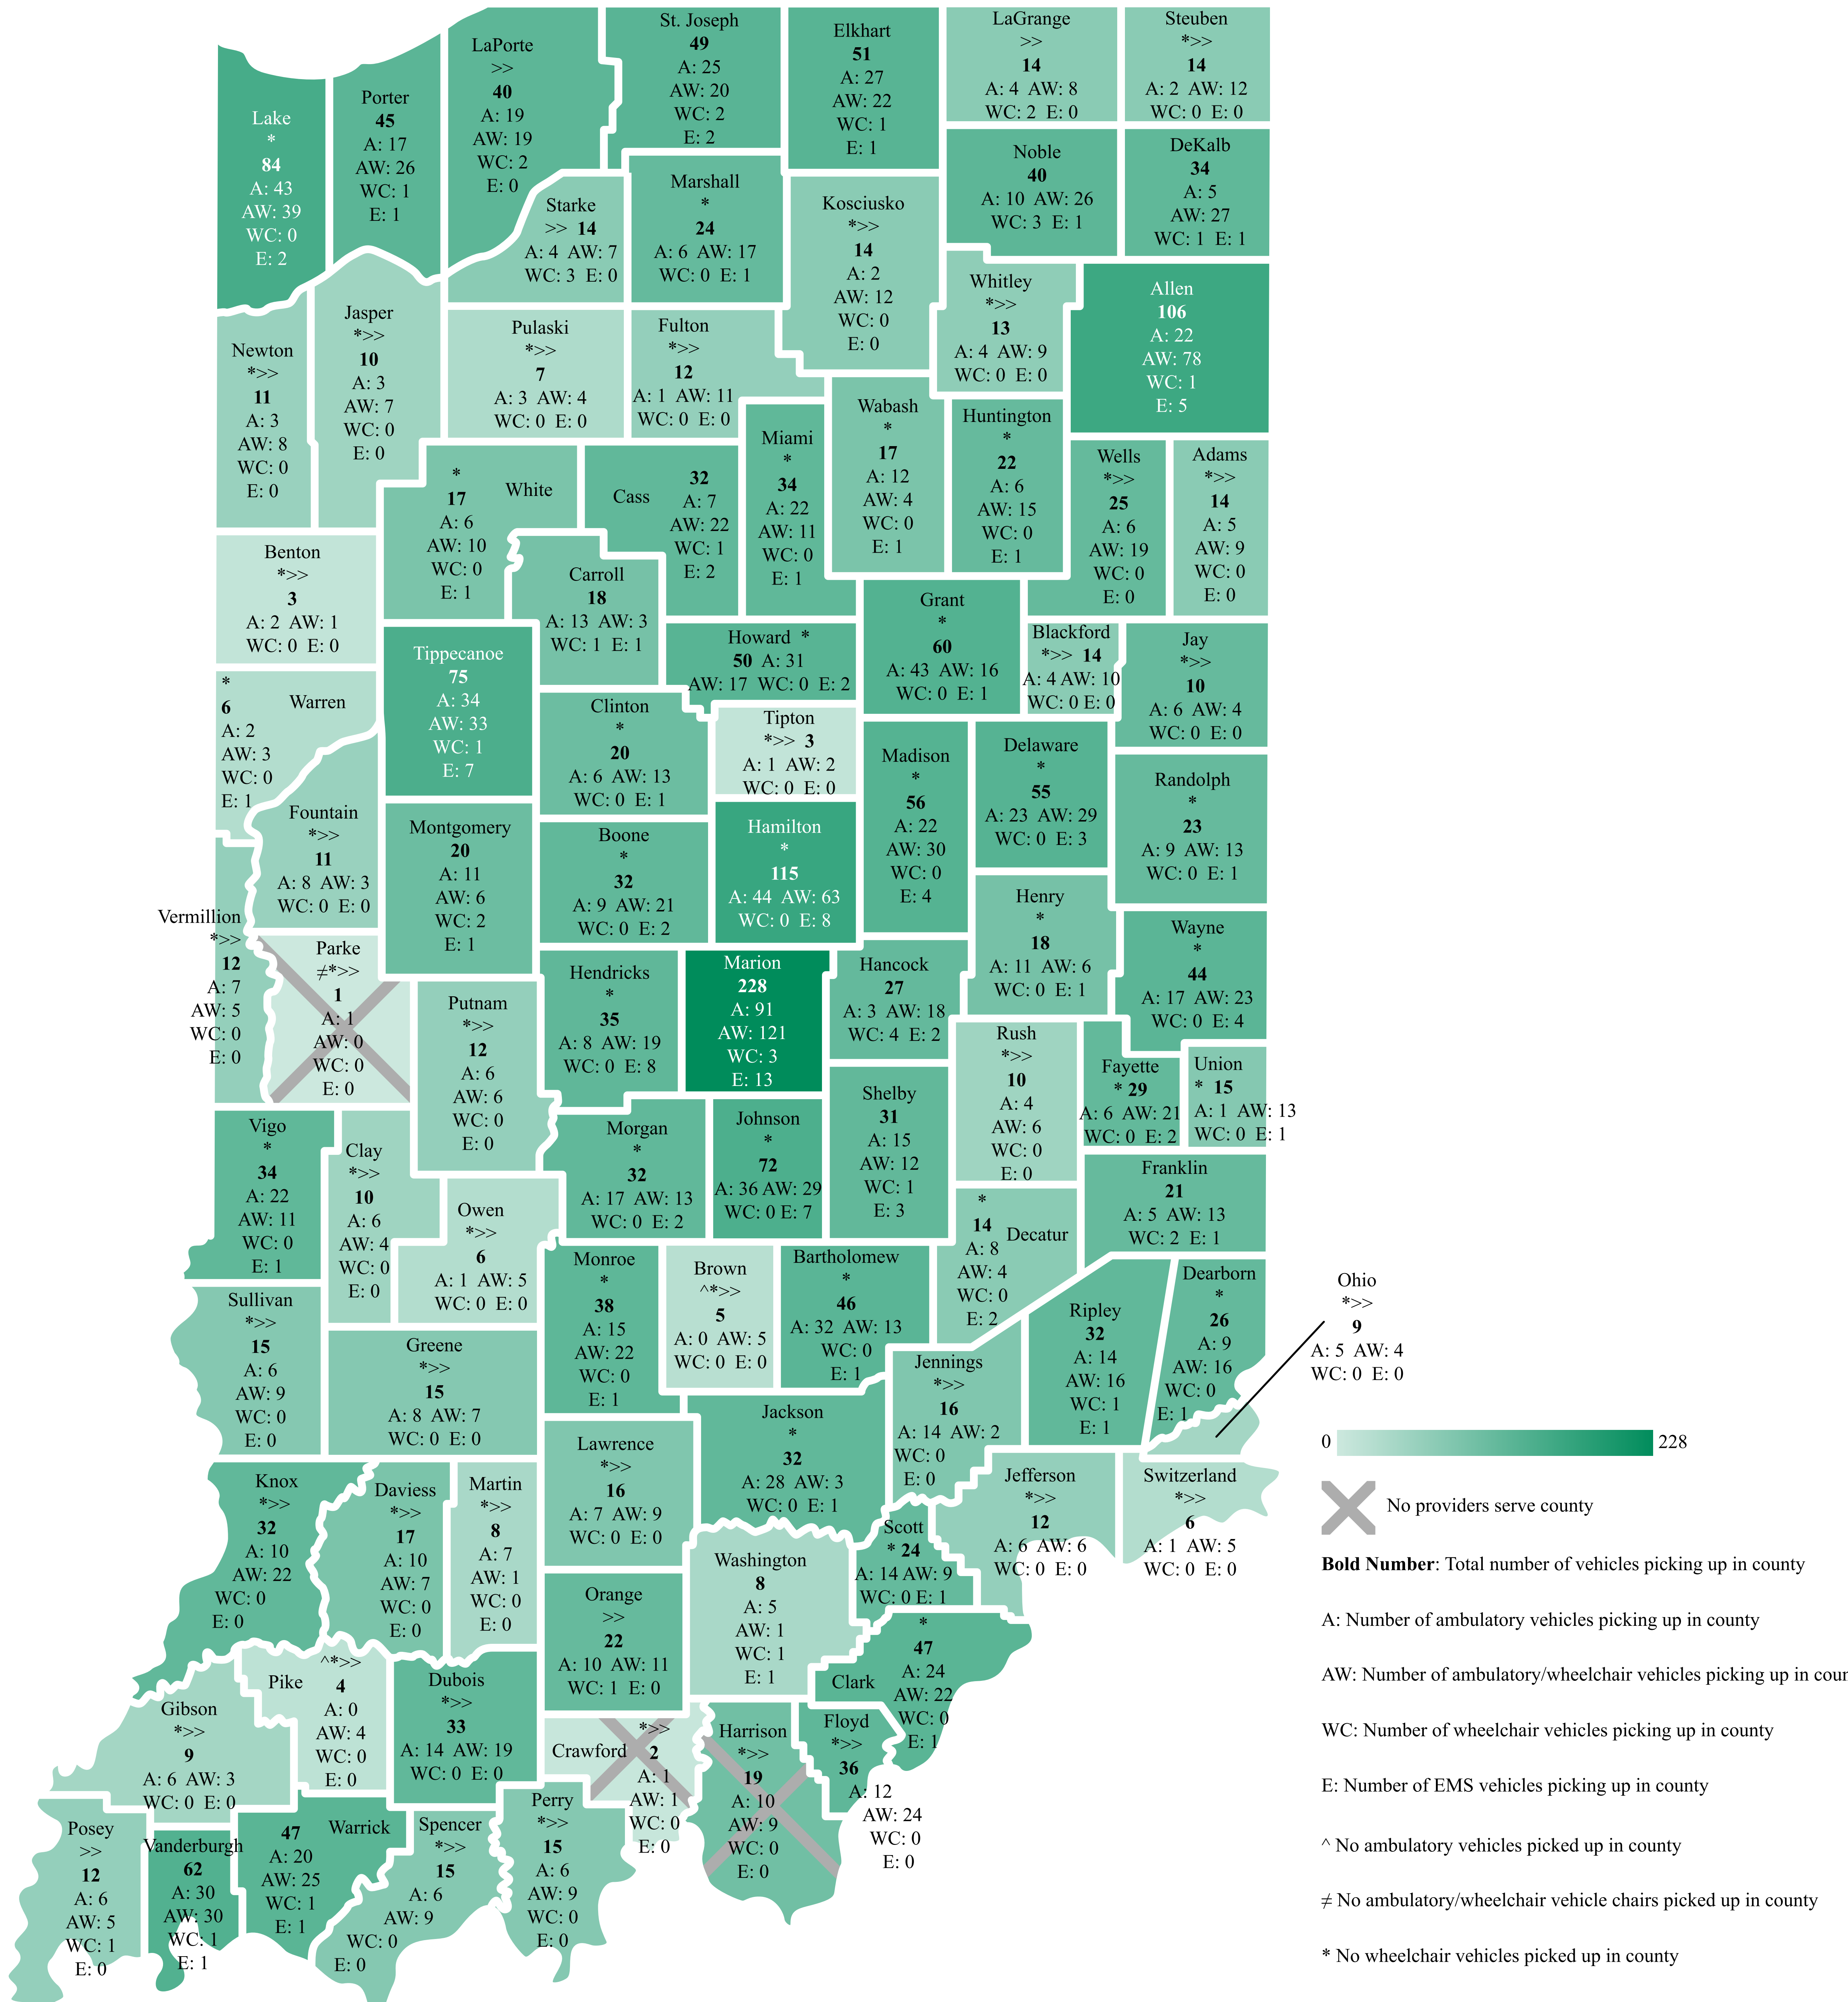 LaPorte
>>
40
A: 19
AW: 19
WC: 2
E: 0
St. Joseph
49
A: 25
AW: 20
WC: 2
E: 2
Elkhart
51
A: 27
AW: 22
WC: 1
E: 1
LaGrange
>>
14
A: 4 AW: 8
WC: 2 E: 0
Steuben
*>>
14
A: 2 AW: 12
WC: 0 E: 0
Lake
*
84
A: 43
AW: 39
WC: 0
E: 2
Porter
45
A: 17
AW: 26
WC: 1
E: 1
Starke
>> 14
A: 4 AW: 7
WC: 3 E: 0
Marshall
*
24
A: 6 AW: 17
WC: 0 E: 1
Kosciusko
*>>
14
A: 2
AW: 12
WC: 0
E: 0
Noble
40
A: 10 AW: 26
WC: 3 E: 1
DeKalb
34
A: 5
AW: 27
WC: 1 E: 1
Whitley
*>>
13
A: 4 AW: 9
WC: 0 E: 0
Allen
106
A: 22
AW: 78
WC: 1
E: 5
Newton
*>>
11
A: 3
AW: 8
WC: 0
E: 0
Jasper
*>>
10
A: 3
AW: 7
WC: 0
E: 0
Pulaski
*>>
7
A: 3 AW: 4
WC: 0 E: 0
Fulton
*>>
12
A: 1 AW: 11
WC: 0 E: 0
Miami
*
34
A: 22
AW: 11
WC: 0
E: 1
Wabash
*
17
A: 12
AW: 4
WC: 0
E: 1
Huntington
*
22
A: 6
AW: 15
WC: 0
E: 1
Wells
*>>
25
A: 6
AW: 19
WC: 0
E: 0
Adams
*>>
14
A: 5
AW: 9
WC: 0
E: 0
White
*
17
A: 6
AW: 10
WC: 0
E: 1
Cass
32
A: 7
AW: 22
WC: 1
E: 2
Benton
*>>
3
A: 2 AW: 1
WC: 0 E: 0
Carroll
18
A: 13 AW: 3
WC: 1 E: 1
Grant
*
60
A: 43 AW: 16
WC: 0 E: 1
Tippecanoe
75
A: 34
AW: 33
WC: 1
E: 7
Howard *
50 A: 31
AW: 17 WC: 0 E: 2
Blackford
*>> 14
A: 4 AW: 10
WC: 0 E: 0
Jay
*>>
10
A: 6 AW: 4
WC: 0 E: 0
Warren
*
6
A: 2
AW: 3
WC: 0
E: 1
Clinton
*
20
A: 6 AW: 13
WC: 0 E: 1
Tipton
*>> 3
A: 1 AW: 2
WC: 0 E: 0
Madison
*
56
A: 22
AW: 30
WC: 0
E: 4
Delaware
*
55
A: 23 AW: 29
WC: 0 E: 3
Randolph
*
23
A: 9 AW: 13
WC: 0 E: 1
Fountain
*>>
11
A: 8 AW: 3
WC: 0 E: 0
Montgomery
20
A: 11
AW: 6
WC: 2
E: 1
Boone
*
32
A: 9 AW: 21
WC: 0 E: 2
Hamilton
*
115
A: 44 AW: 63
WC: 0 E: 8
Henry
*
18
A: 11 AW: 6
WC: 0 E: 1
Wayne
*
44
A: 17 AW: 23
WC: 0 E: 4
Vermillion
*>>
12
A: 7
AW: 5
WC: 0
E: 0
Parke
≠*>>
1
A: 1
AW: 0
WC: 0
E: 0
Putnam
*>>
12
A: 6
AW: 6
WC: 0
E: 0
Hendricks
*
35
A: 8 AW: 19
WC: 0 E: 8
Marion
228
A: 91
AW: 121
WC: 3
E: 13
Hancock
27
A: 3 AW: 18
WC: 4 E: 2
Rush
*>>
10
A: 4
AW: 6
WC: 0
E: 0
Fayette
* 29
A: 6 AW: 21
WC: 0 E: 2
Union
* 15
A: 1 AW: 13
WC: 0 E: 1
Vigo
*
34
A: 22
AW: 11
WC: 0
E: 1
Clay
*>>
10
A: 6
AW: 4
WC: 0
E: 0
Morgan
*
32
A: 17 AW: 13
WC: 0 E: 2
Johnson
*
72
A: 36 AW: 29
WC: 0 E: 7
Shelby
31
A: 15
AW: 12
WC: 1
E: 3
Franklin
21
A: 5 AW: 13
WC: 2 E: 1
Owen
*>>
6
A: 1 AW: 5
WC: 0 E: 0
Decatur
*
14
A: 8
AW: 4
WC: 0
E: 2
Monroe
*
38
A: 15
AW: 22
WC: 0
E: 1
Brown
^*>>
5
A: 0 AW: 5
WC: 0 E: 0
Bartholomew
*
46
A: 32 AW: 13
WC: 0
E: 1
Dearborn
*
26
A: 9
AW: 16
WC: 0
E: 1
Ohio
*>>
9
A: 5 AW: 4
WC: 0 E: 0
Sullivan
*>>
15
A: 6
AW: 9
WC: 0
E: 0
Greene
*>>
15
A: 8 AW: 7
WC: 0 E: 0
Ripley
32
A: 14
AW: 16
WC: 1
E: 1
Jennings
*>>
16
A: 14 AW: 2
WC: 0
E: 0
Jackson
*
32
A: 28 AW: 3
WC: 0 E: 1
Lawrence
*>>
16
A: 7 AW: 9
WC: 0 E: 0
Knox
*>>
32
A: 10
AW: 22
WC: 0
E: 0
Daviess
*>>
17
A: 10
AW: 7
WC: 0
E: 0
Martin
*>>
8
A: 7
AW: 1
WC: 0
E: 0
Jefferson
*>>
12
A: 6 AW: 6
WC: 0 E: 0
Switzerland
*>>
6
A: 1 AW: 5
WC: 0 E: 0
Scott
* 24
A: 14 AW: 9
WC: 0 E: 1
Washington
8
A: 5
AW: 1
WC: 1
E: 1
Orange
>>
22
A: 10 AW: 11
WC: 1 E: 0
Clark
*
47
A: 24
AW: 22
WC: 0
E: 1
Pike
^*>>
4
A: 0
AW: 4
WC: 0
E: 0
Dubois
*>>
33
A: 14 AW: 19
WC: 0 E: 0
Gibson
*>>
9
A: 6 AW: 3
WC: 0 E: 0
Crawford
*>>
2
A: 1
AW: 1
WC: 0
E: 0
Harrison
*>>
19
A: 10
AW: 9
WC: 0
E: 0
Floyd
*>>
36
A: 12
AW: 24
WC: 0
E: 0
Posey
>>
12
A: 6
AW: 5
WC: 1
E: 0
Vanderburgh
62
A: 30
AW: 30
WC: 1
E: 1
Warrick
47
A: 20
AW: 25
WC: 1
E: 1
Spencer
*>>
15
A: 6
AW: 9
WC: 0
E: 0
Perry
*>>
15
A: 6
AW: 9
WC: 0
E: 0
0 228
No providers serve county
Bold Number: Total number of vehicles picking up in county
A: Number of ambulatory vehicles picking up in county
AW: Number of ambulatory/wheelchair vehicles picking up in coun
WC: Number of wheelchair vehicles picking up in county
E: Number of EMS vehicles picking up in county
^ No ambulatory vehicles picked up in county
≠ No ambulatory/wheelchair vehicle chairs picked up in county
* No wheelchair vehicles picked up in county